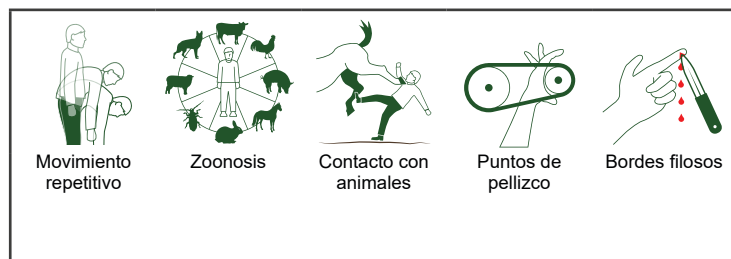 Movimiento
repetitivo
Zoonosis
Contacto con
animales
Puntos de
pellizco
Bordes filosos